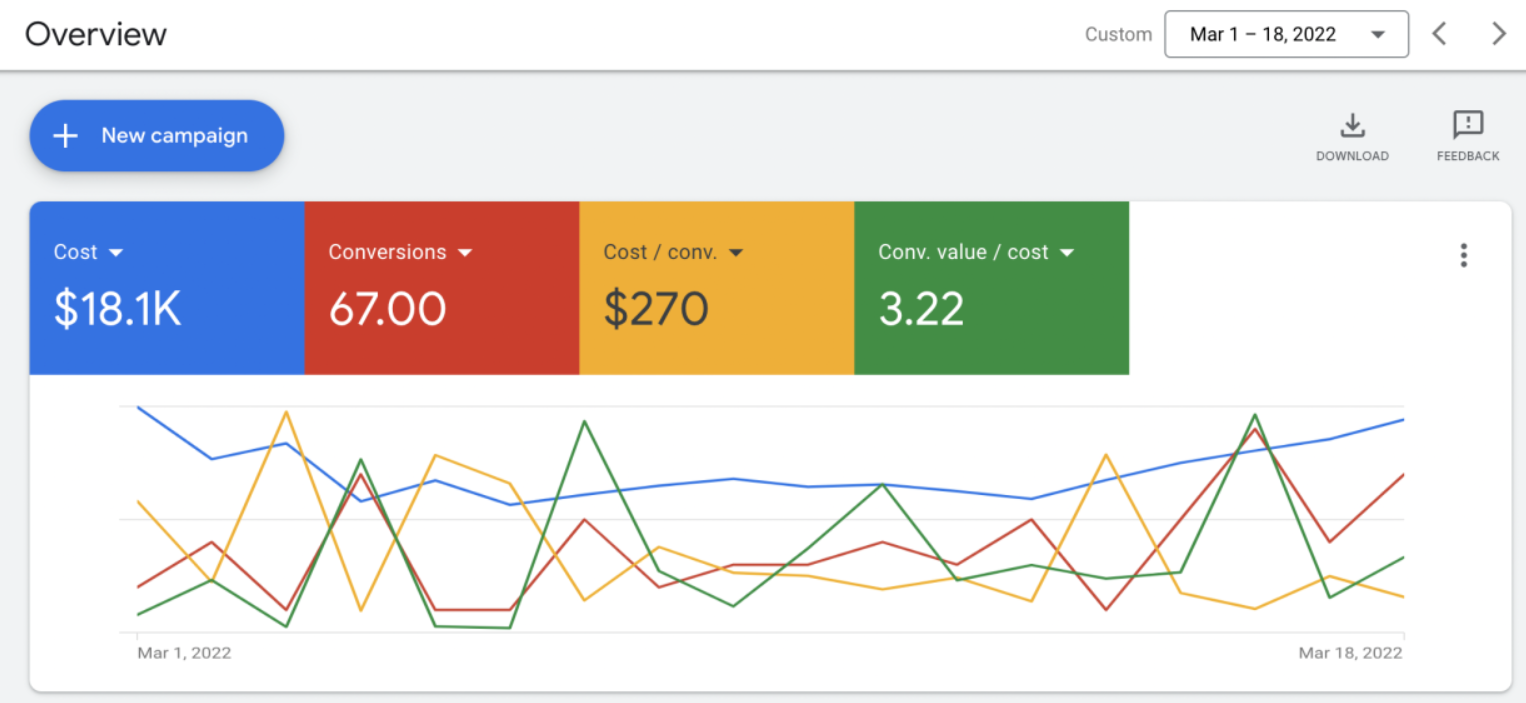 Overview
Custom
Mar 1 – 18, 2022
New campaign
DOWNLOAD
FEEDBACK
Cost
$18.1K
Conversions
67.00
Cost / conv.
$270
Conv. value / cost
3.22
Mar 1, 2022
Mar 18, 2022